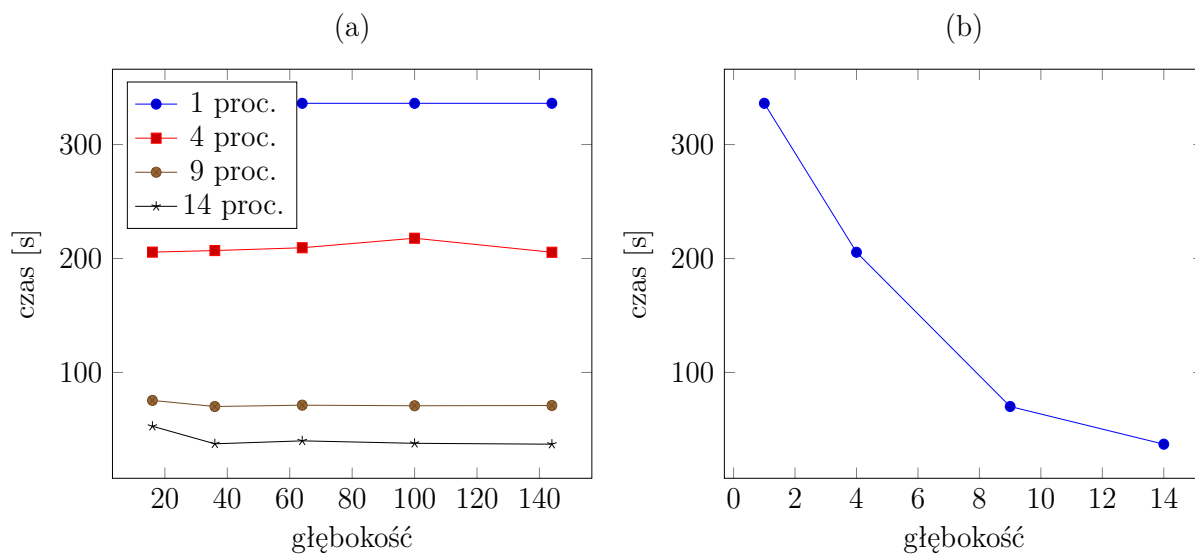 (a)
1 proc.
4 proc.
9 proc.
14 proc.
300
200
100
czas [s]
20 40 60 80 100 120 140
głębokość
(b)
300
200
100
czas [s]
0 2 4 6 8 10 12 14
głębokość